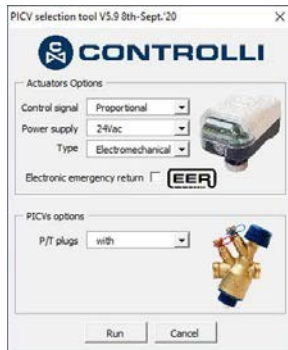 PICV selection tool V5.9 8th-Sept.'20
CONTROLLI
Actuators Options
Control signal Proportional
Power supply 24Vac
Type Electromechanical
Electronic emergency return EER
PICVs options
P/T plugs with
Run Cancel